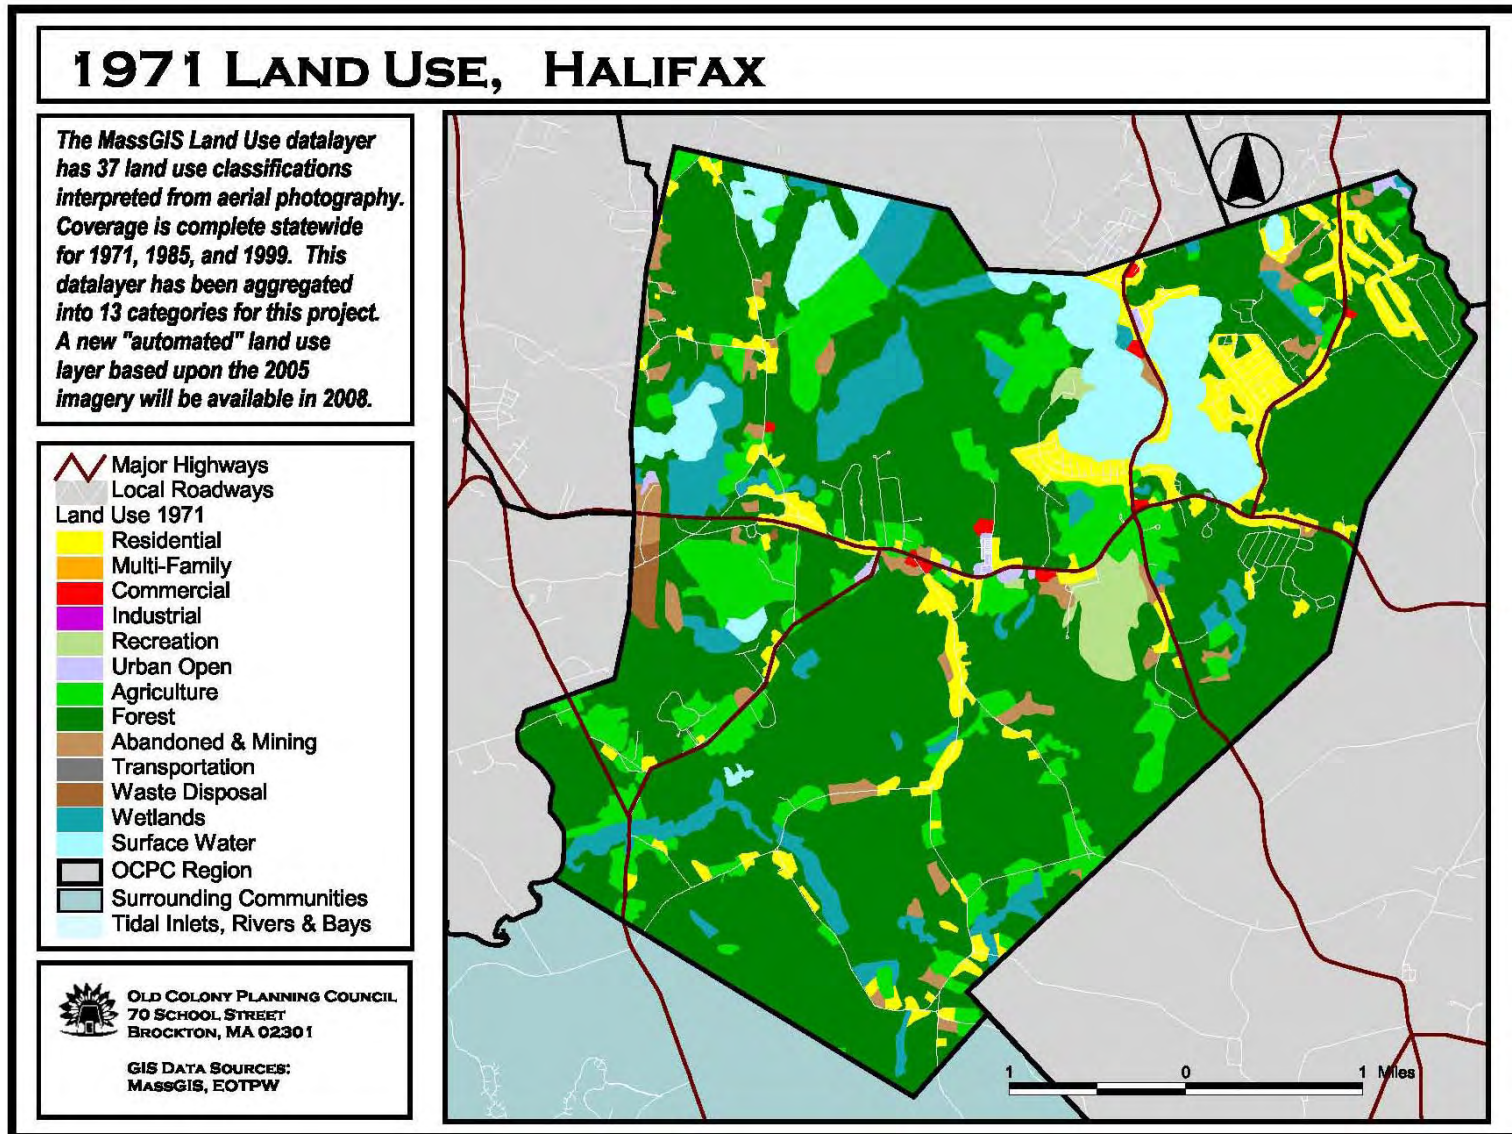 1971 LAND USE, HALIFAX
The MassGIS Land Use datalayer
has 37 land use classifications
interpreted from aerial photography.
Coverage is complete statewide
for 1971, 1985, and 1999. This
datalayer has been aggregated
into 13 categories for this project.
A new "automated" land use
layer based upon the 2005
imagery will be available in 2008.
Major Highways
Local Roadways
Land Use 1971
Residential
Multi-Family
Commercial
Industrial
Recreation
Urban Open
Agriculture
Forest
Abandoned & Mining
Transportation
Waste Disposal
Wetlands
Surface Water
OCPC Region
Surrounding Communities
Tidal Inlets, Rivers & Bays
OLD COLONY PLANNING COUNCIL
70 SCHOOL STREET
BROCKTON, MA 02301
GIS DATA SOURCES:
MASSGIS, EOTPW
1 0 1 Miles